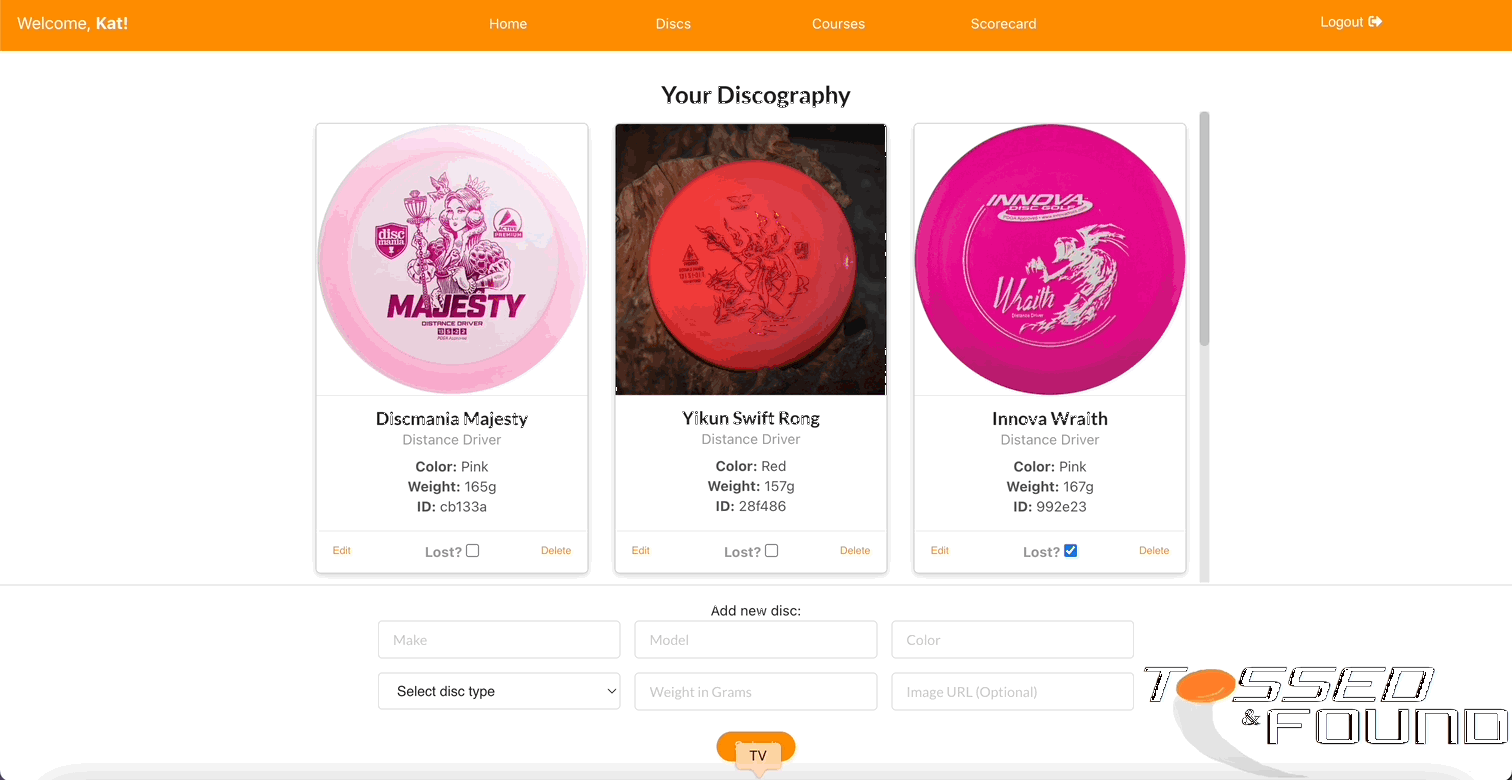 Welcome, Kat!
Home
Discs
Courses
Scorecard
Logout
Your Discography
disc mania
ACTIVE
PREMIUM
MAJESTY
DISTANCE DRIVER
Discmania Majesty
Distance Driver
Color: Pink
Weight: 165g
ID: cb133a
Edit
Lost?
Delete
Yikun Swift Rong
Distance Driver
Color: Red
Weight: 157g
ID: 28f486
Edit
Lost?
Delete
INNOVA
DISC GOLF
Wraith
Distance Driver
Innova Wraith
Distance Driver
Color: Pink
Weight: 167g
ID: 992e23
Edit
Lost?
Delete
Add new disc:
Make
Model
Color
Select disc type
Weight in Grams
Image URL (Optional)
TOSSED
&FOUND
TV